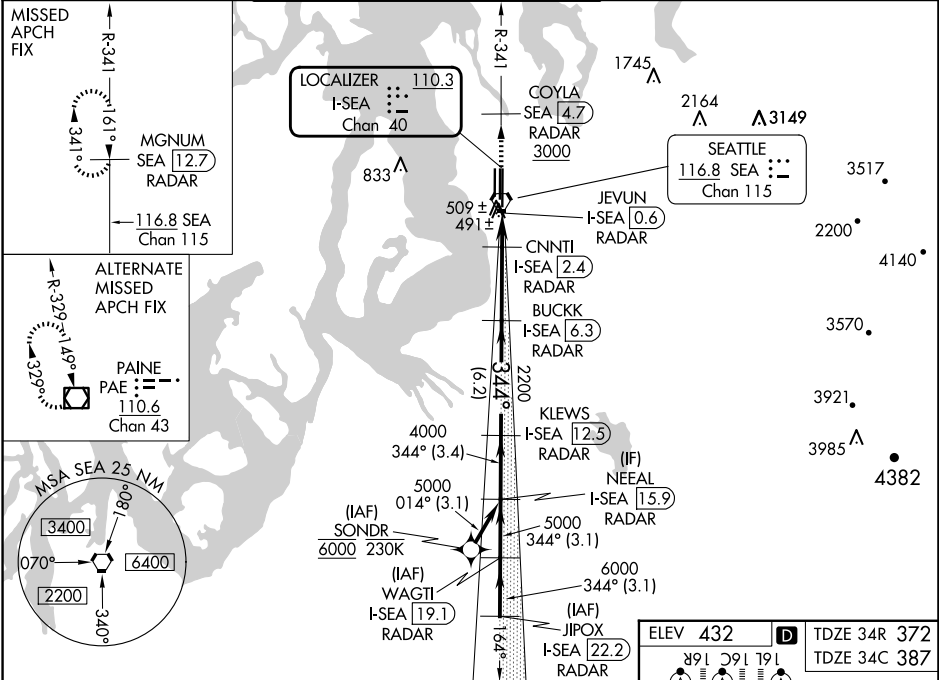 MISSED
APCH
FIX
R-341
341°
161°
MGNUM
SEA 12.7
RADAR
116.8 SEA
Chan 115
ALTERNATE
MISSED
APCH FIX
R-329
149°
329°
PAINE
PAE
110.6
Chan 43
MSA SEA 25 NM
180°
3400
070°
6400
2200
340°
LOCALIZER 110.3
I-SEA
Chan 40
R-341
COYLA
SEA 4.7
RADAR
3000
1745
2164
3149
SEATTLE
116.8 SEA
Chan 115
833
509 ±
491 ±
JEVUN
I-SEA 0.6
RADAR
3517
2200
4140
CNNTI
I-SEA 2.4
RADAR
BUCKK
I-SEA 6.3
RADAR
3570
344°
(6.2)
2200
3921
3985
4382
KLEWS
I-SEA 12.5
RADAR
4000
344° (3.4)
(IF)
NEEAL
I-SEA 15.9
RADAR
5000
014° (3.1)
(IAF)
SONDR
6000 230K
5000
344° (3.1)
(IAF)
WAGTI
I-SEA 19.1
RADAR
6000
344° (3.1)
(IAF)
JIPOX
I-SEA 22.2
RADAR
164°
ELEV 432 D TDZE 34R 372
TDZE 34C 387
16R 16C 16L